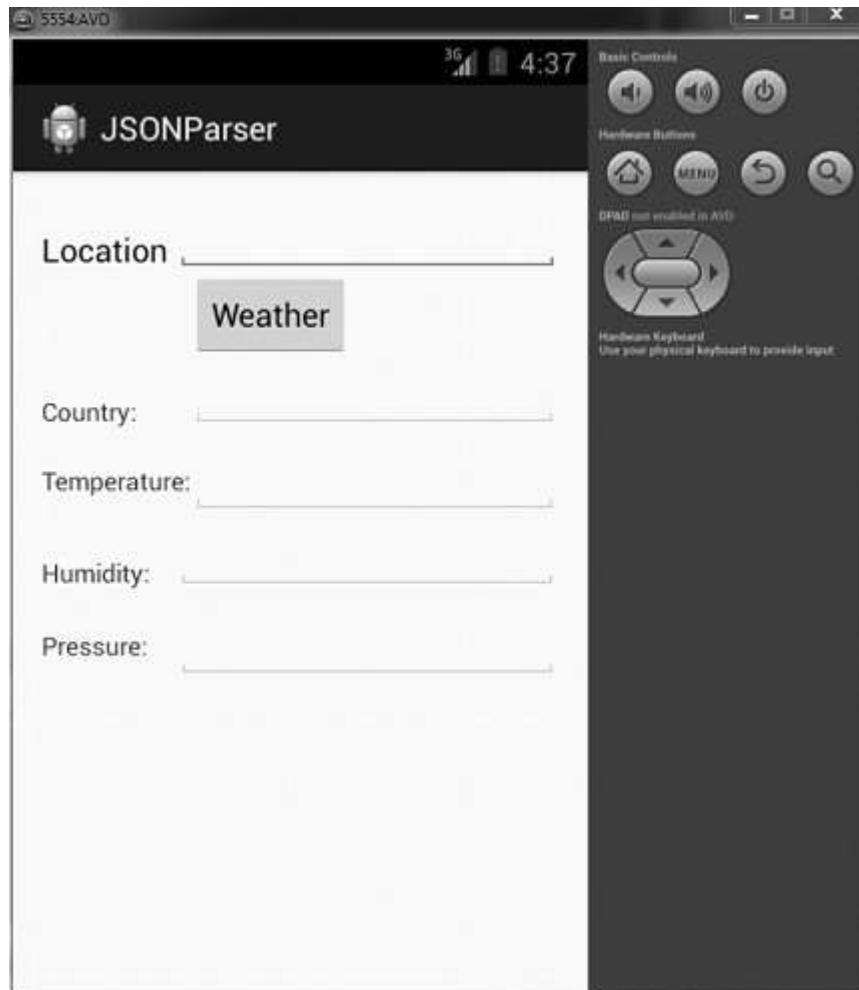 5554:AVD
3G 4:37
JSONParser
Location
Weather
Country:
Temperature:
Humidity:
Pressure:
Basic Controls
Hardware Buttons
MENU
DPAD not enabled in AVD
Hardware Keyboard
Use your physical keyboard to provide input